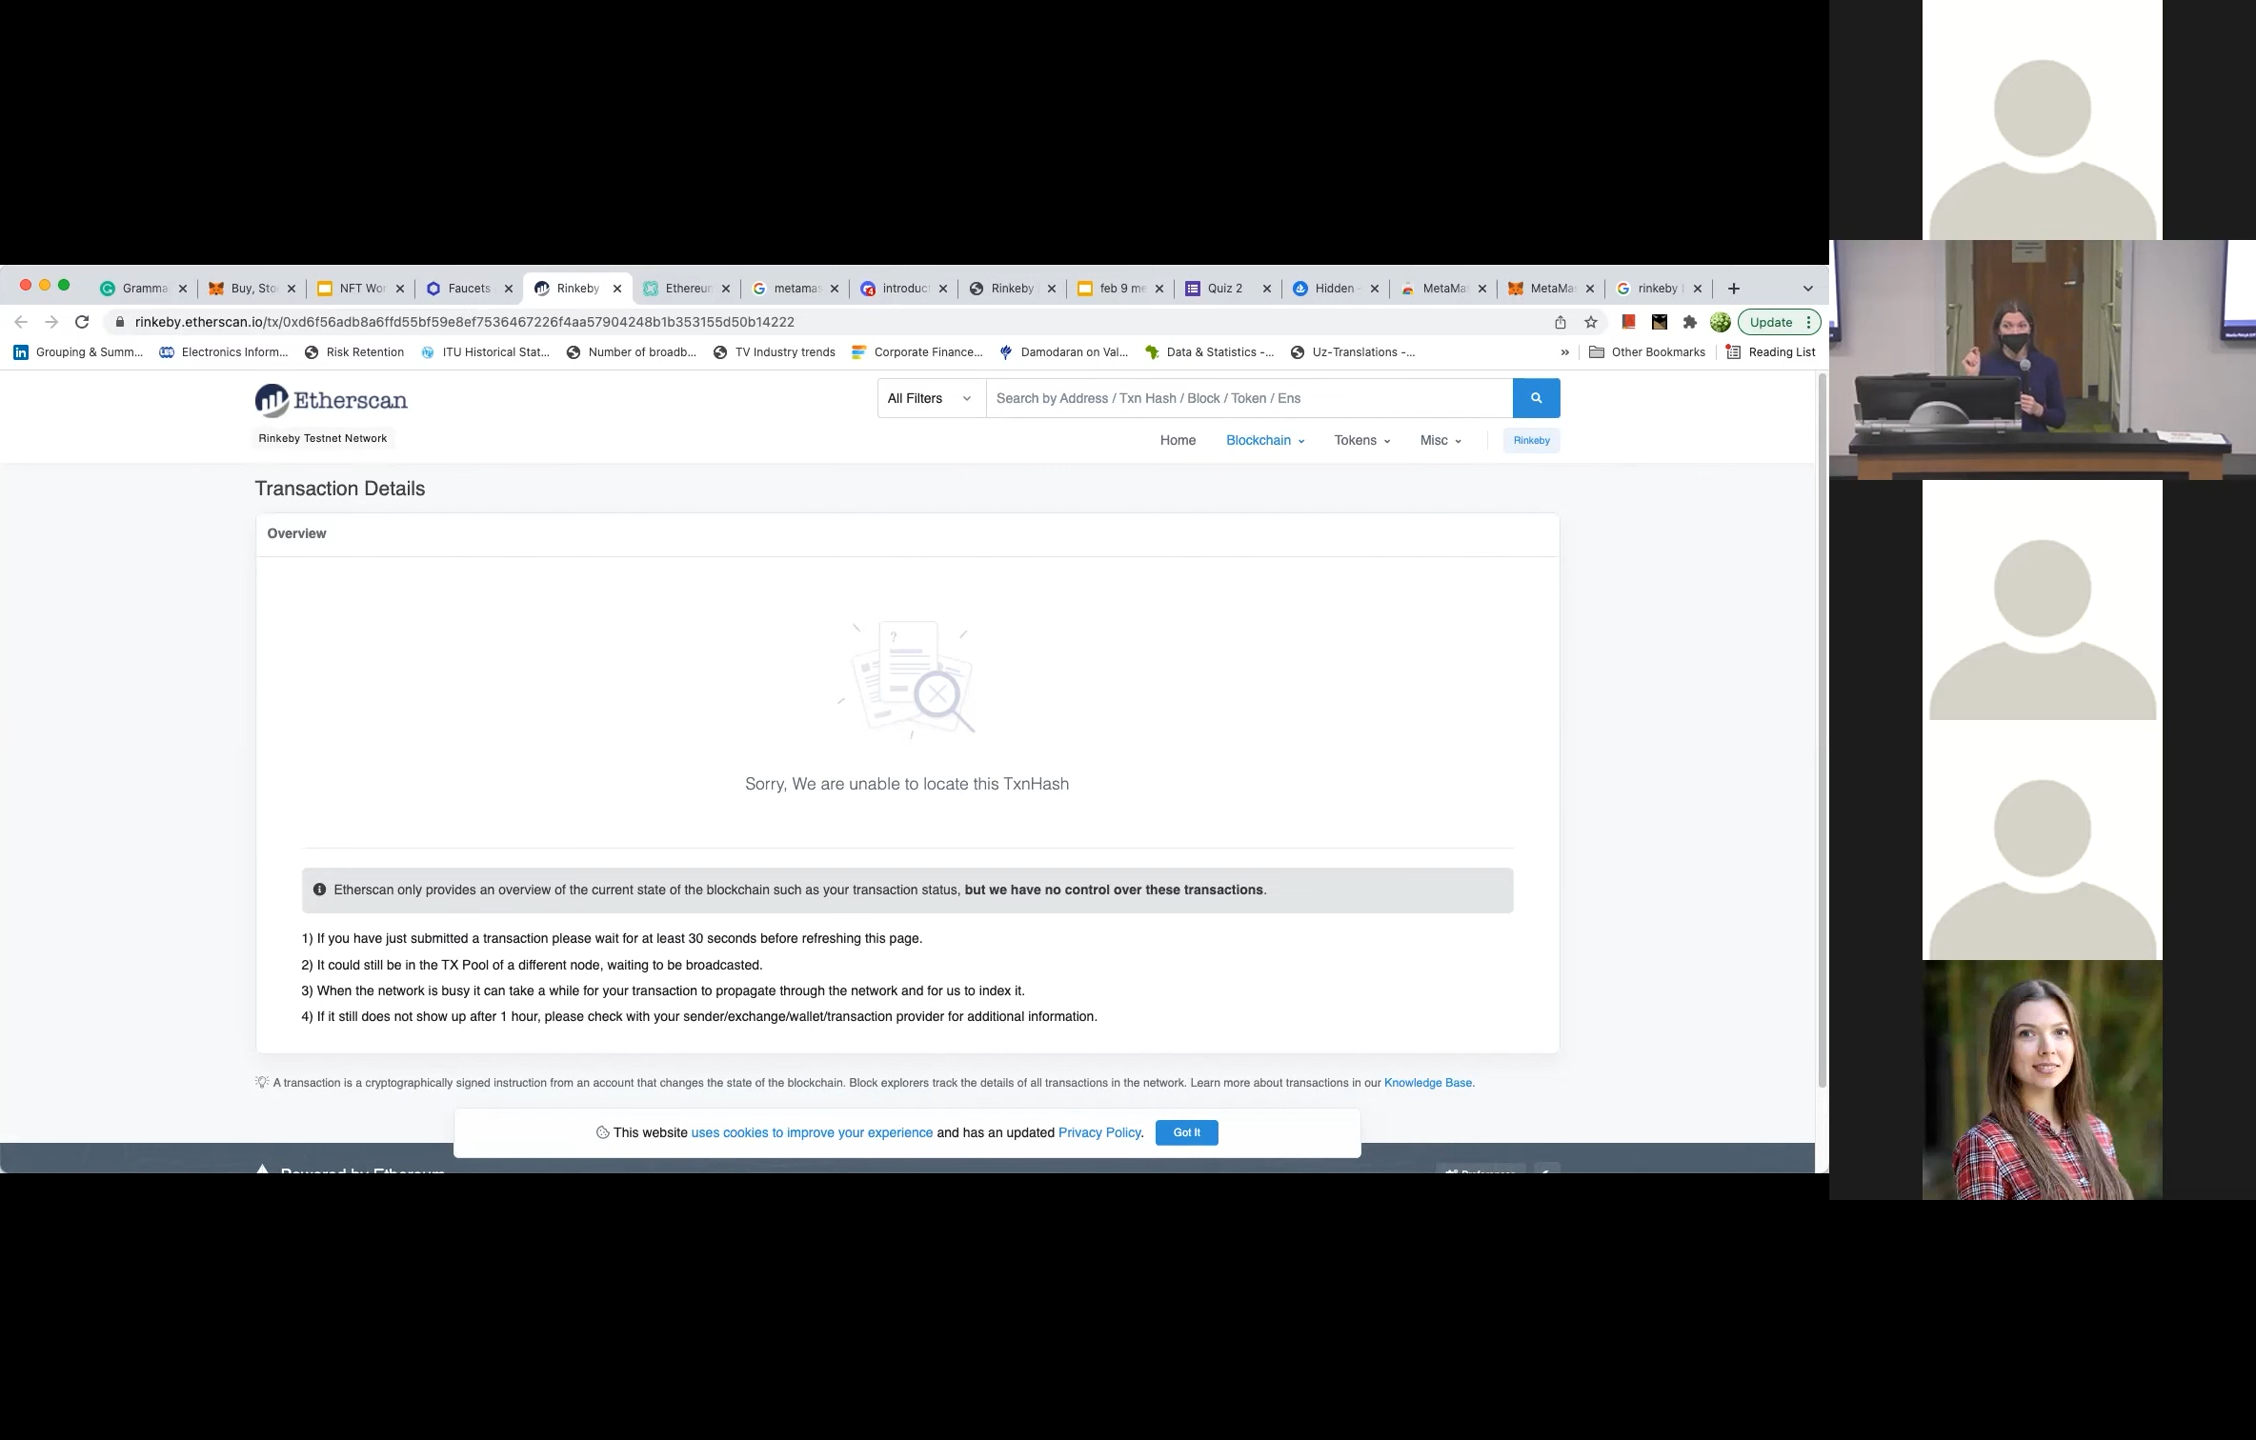 Gramma
Buy, Sto
NFT Wor
Faucets
Rinkeby
Ethereum
metamas
introduc
Rinkeby
feb 9 me
Quiz 2
Hidden
MetaMa
MetaMa
rinkeby
rinkeby.etherscan.io/tx/0xd6f56adb8a6ffd55bf59e8ef7536467226f4aa57904248b1b353155d50b14222
Update
Grouping & Summ...
Electronics Inform...
Risk Retention
ITU Historical Stat...
Number of broadb...
TV Industry trends
Corporate Finance...
Damodaran on Val...
Data & Statistics -...
Uz-Translations -...
»
Other Bookmarks
Reading List
Etherscan
All Filters
Search by Address / Txn Hash / Block / Token / Ens
Rinkeby Testnet Network
Home
Blockchain
Tokens
Misc
Rinkeby
Transaction Details
Overview
Sorry, We are unable to locate this TxnHash
Etherscan only provides an overview of the current state of the blockchain such as your transaction status, but we have no control over these transactions.
1) If you have just submitted a transaction please wait for at least 30 seconds before refreshing this page.
2) It could still be in the TX Pool of a different node, waiting to be broadcasted.
3) When the network is busy it can take a while for your transaction to propagate through the network and for us to index it.
4) If it still does not show up after 1 hour, please check with your sender/exchange/wallet/transaction provider for additional information.
A transaction is a cryptographically signed instruction from an account that changes the state of the blockchain. Block explorers track the details of all transactions in the network. Learn more about transactions in our Knowledge Base.
This website uses cookies to improve your experience and has an updated Privacy Policy.
Got It
Powered by Ethereum
Preferences